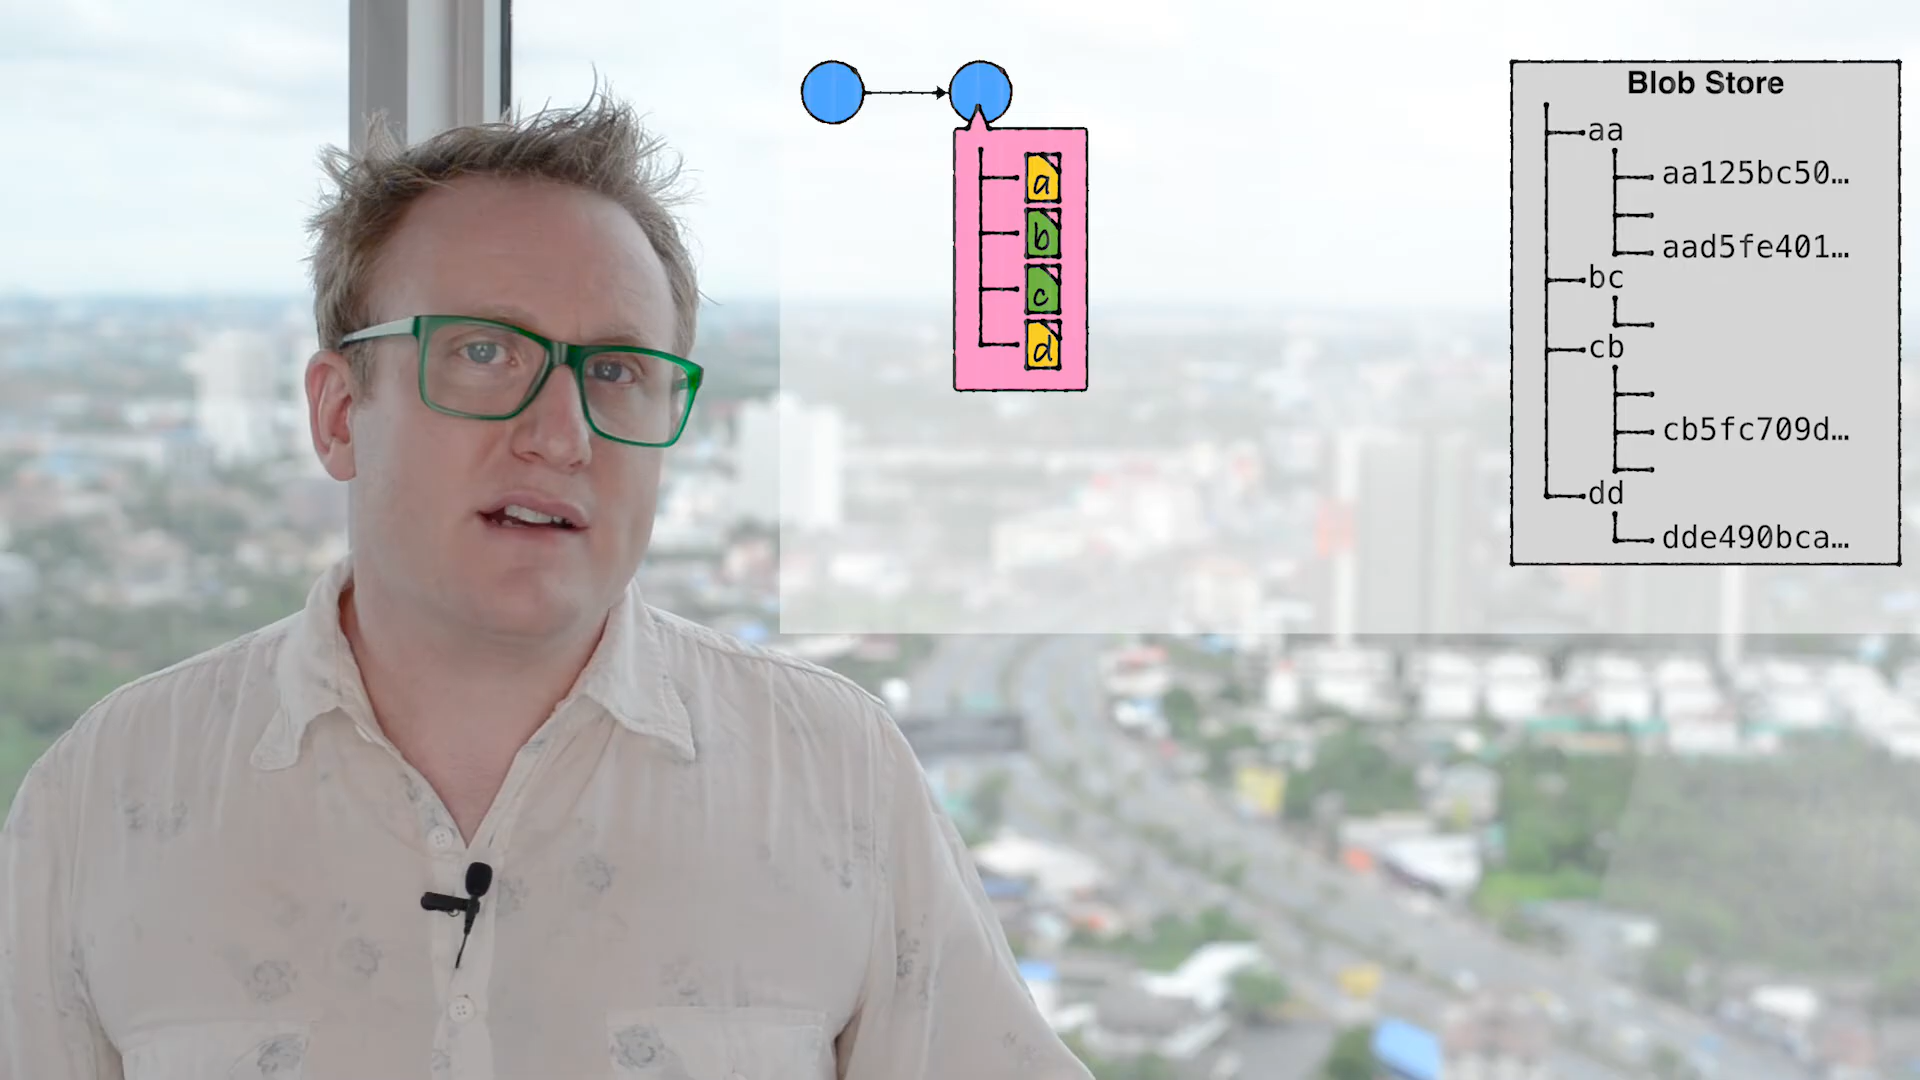 a
b
c
d
Blob Store
aa
aa125bc50…
aad5fe401…
bc
cb
cb5fc709d…
dd
dde490bca…